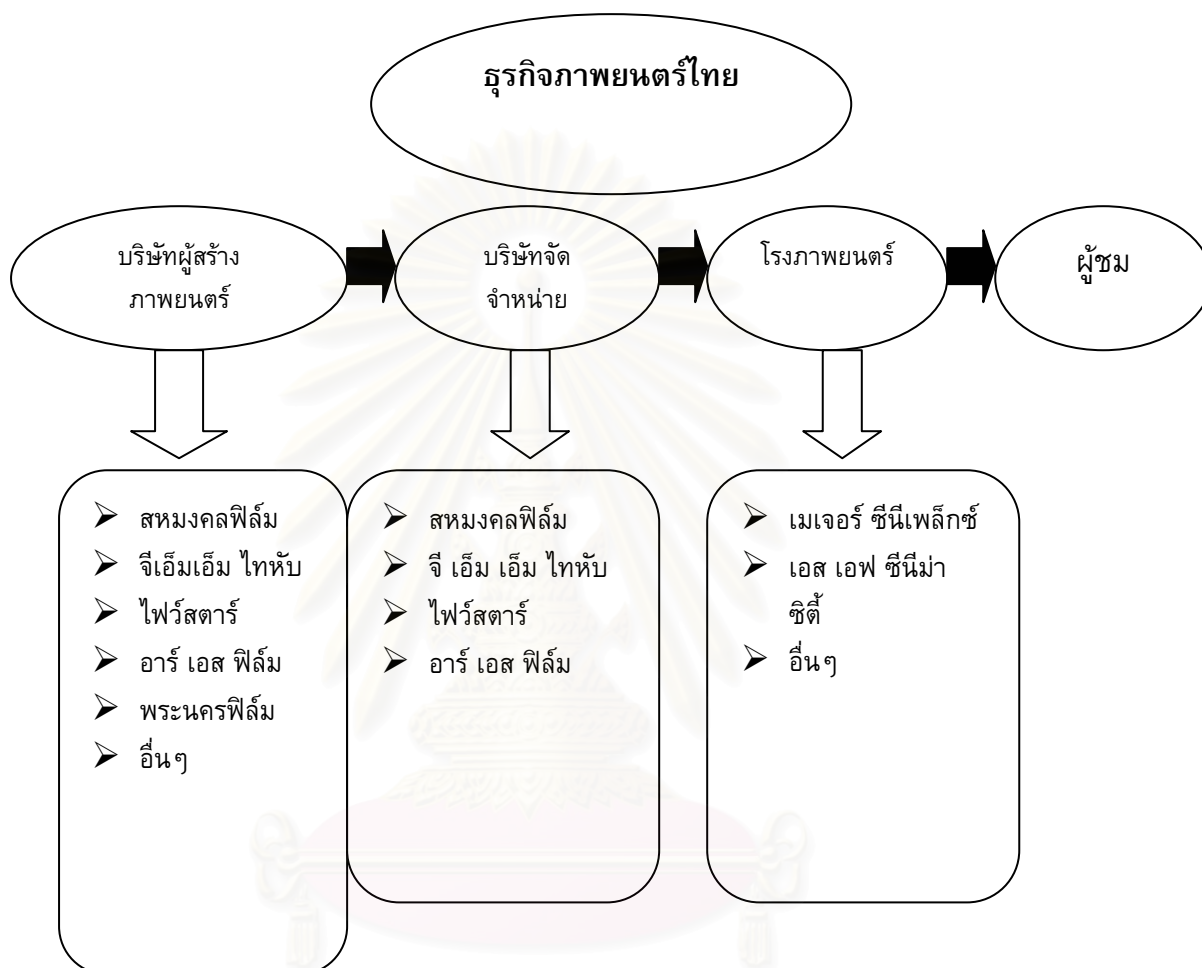 ธุรกิจภาพยนตร์ไทย
บริษัทผู้สร้าง
ภาพยนตร์
บริษัทจัด
จำหน่าย
โรงภาพยนตร์
ผู้ชม
➢ สหมงคลฟิล์ม
➢ จีเอ็มเอ็ม ไทหับ
➢ ไฟว์สตาร์
➢ อาร์ เอส ฟิล์ม
➢ พระนครฟิล์ม
➢ อื่นๆ
➢ สหมงคลฟิล์ม
➢ จี เอ็ม เอ็ม ไทหับ
➢ ไฟว์สตาร์
➢ อาร์ เอส ฟิล์ม
➢ เมเจอร์ ซีนีเพล็กซ์
➢ เอส เอฟ ซีนีม่า
ซิตี้
➢ อื่นๆ